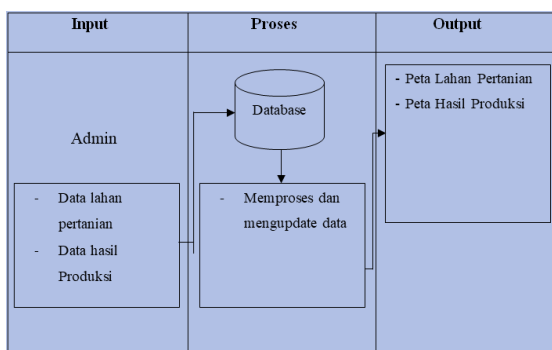 Input
Proses
Output
Admin
- Data lahan
pertanian
- Data hasil
Produksi
Database
- Memproses dan
mengupdate data
- Peta Lahan Pertanian
- Peta Hasil Produksi